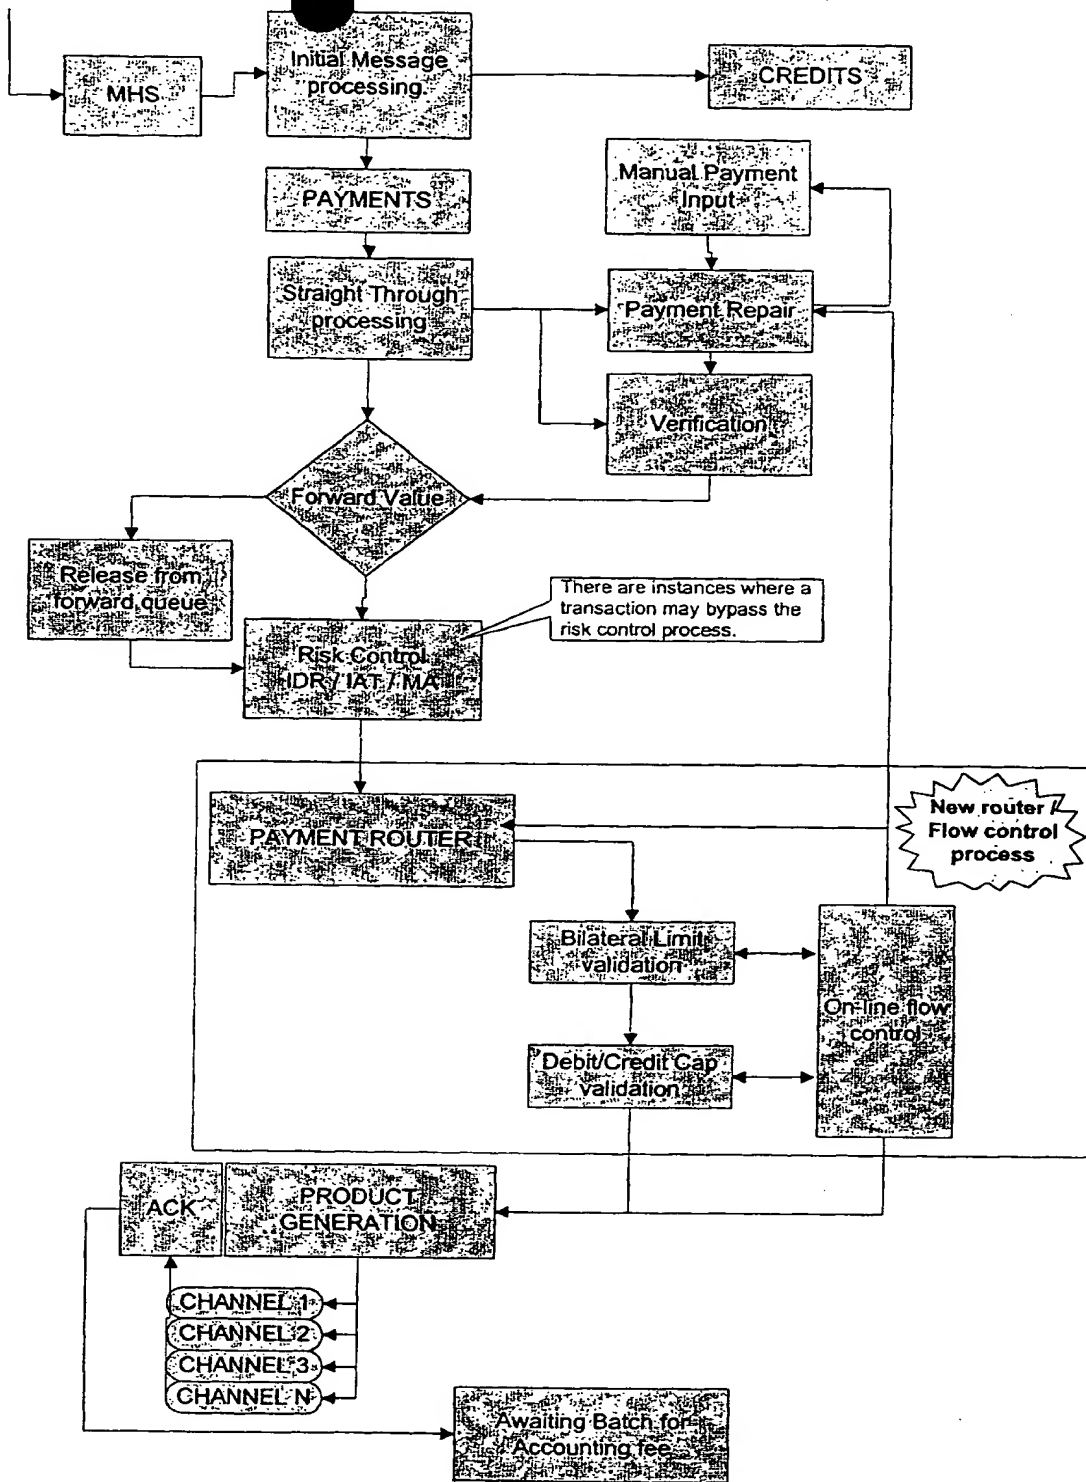 MHS
Initial Message
processing.
CREDITS
PAYMENTS
Manual Payment
Input
Straight Through
processing
Payment Repair
Verification
Forward Value
Release from
forward queue
There are instances where a
transaction may bypass the
risk control process.
Risk Control
IDR / IAT / MA
New router /
Flow control
process
PAYMENT ROUTER
Bilateral Limit
validation
On-line flow
control
Debit/Credit Cap
validation
ACK
PRODUCT
GENERATION
CHANNEL 1
CHANNEL 2
CHANNEL 3
CHANNEL N
Awaiting Batch for
Accounting fee